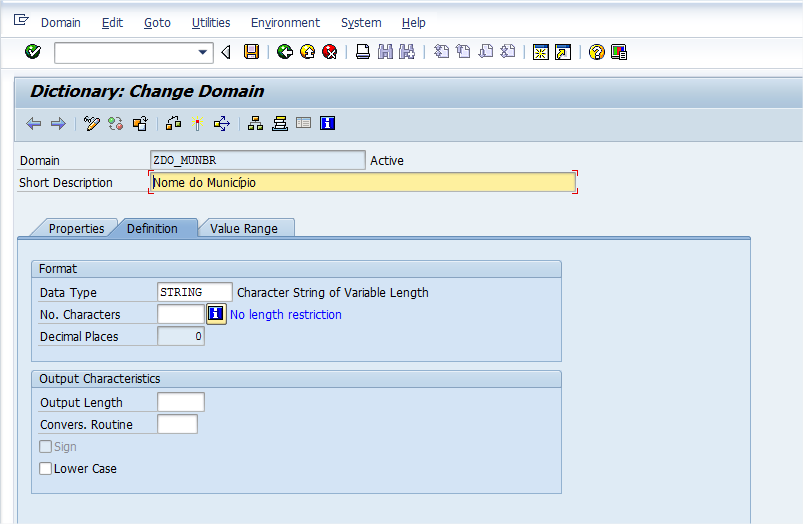 Domain Edit Goto Utilities Environment System Help
Dictionary: Change Domain
Domain ZDO_MUNBR Active
Short Description Nome do Município
Properties Definition Value Range
Format
Data Type STRING Character String of Variable Length
No. Characters No length restriction
Decimal Places 0
Output Characteristics
Output Length
Convers. Routine
Sign
Lower Case